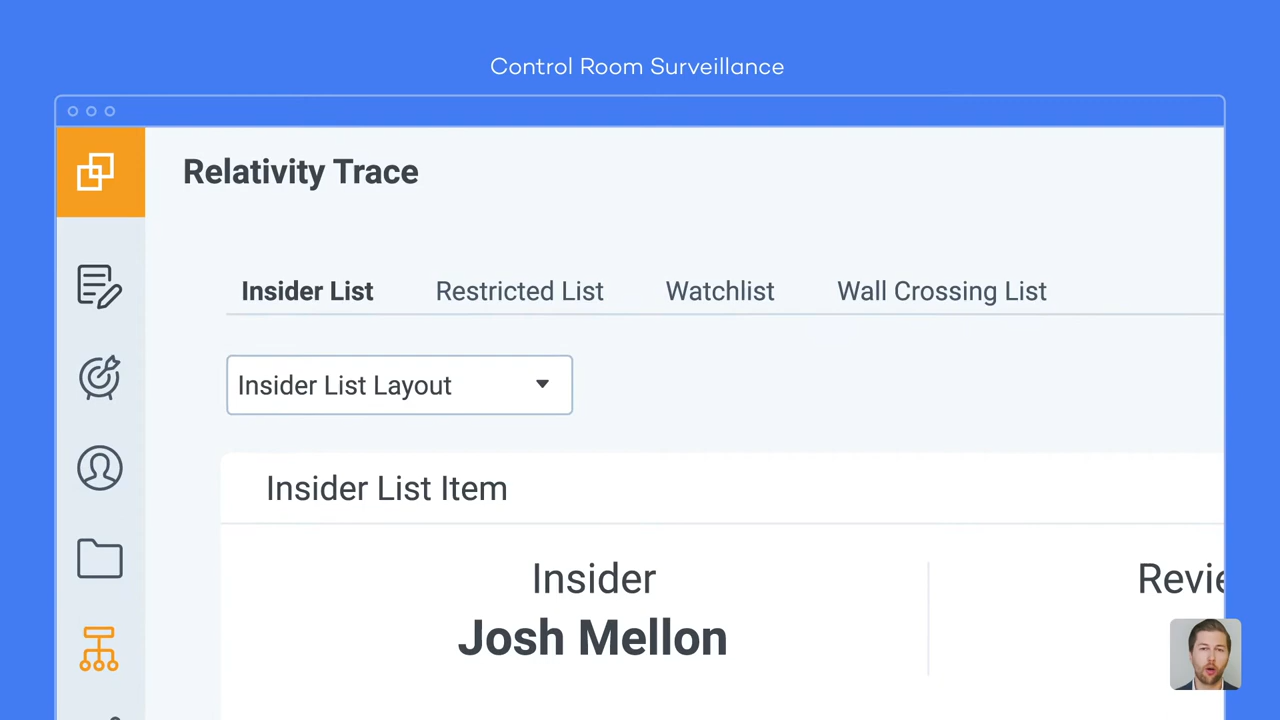 Control Room Surveillance
Relativity Trace
Insider List Restricted List Watchlist Wall Crossing List
Insider List Layout
Insider List Item
Insider
Josh Mellon